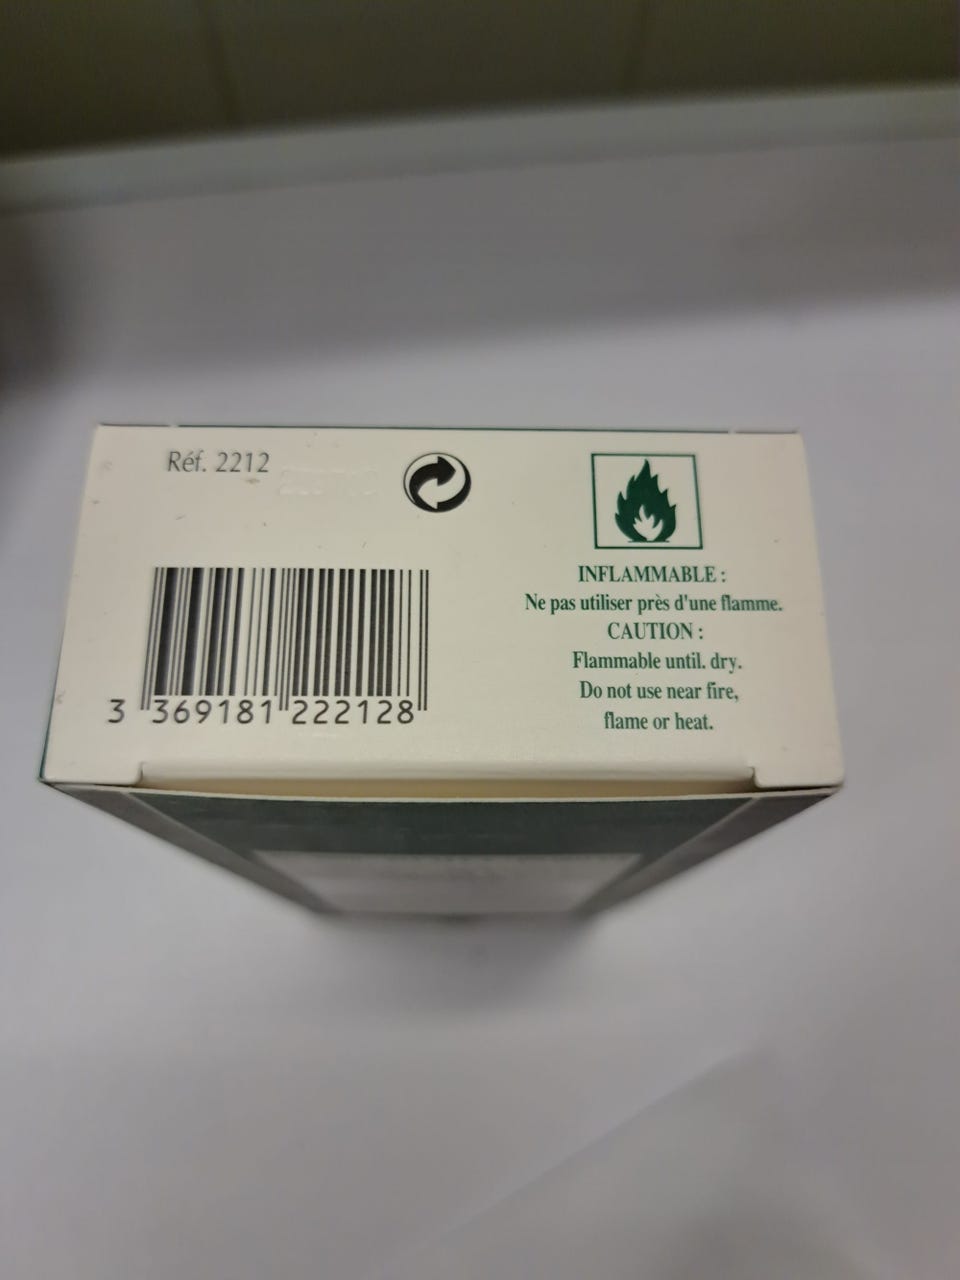 Réf. 2212
3 369181 222128
INFLAMMABLE :
Ne pas utiliser près d'une flamme.
CAUTION :
Flammable until. dry.
Do not use near fire,
flame or heat.